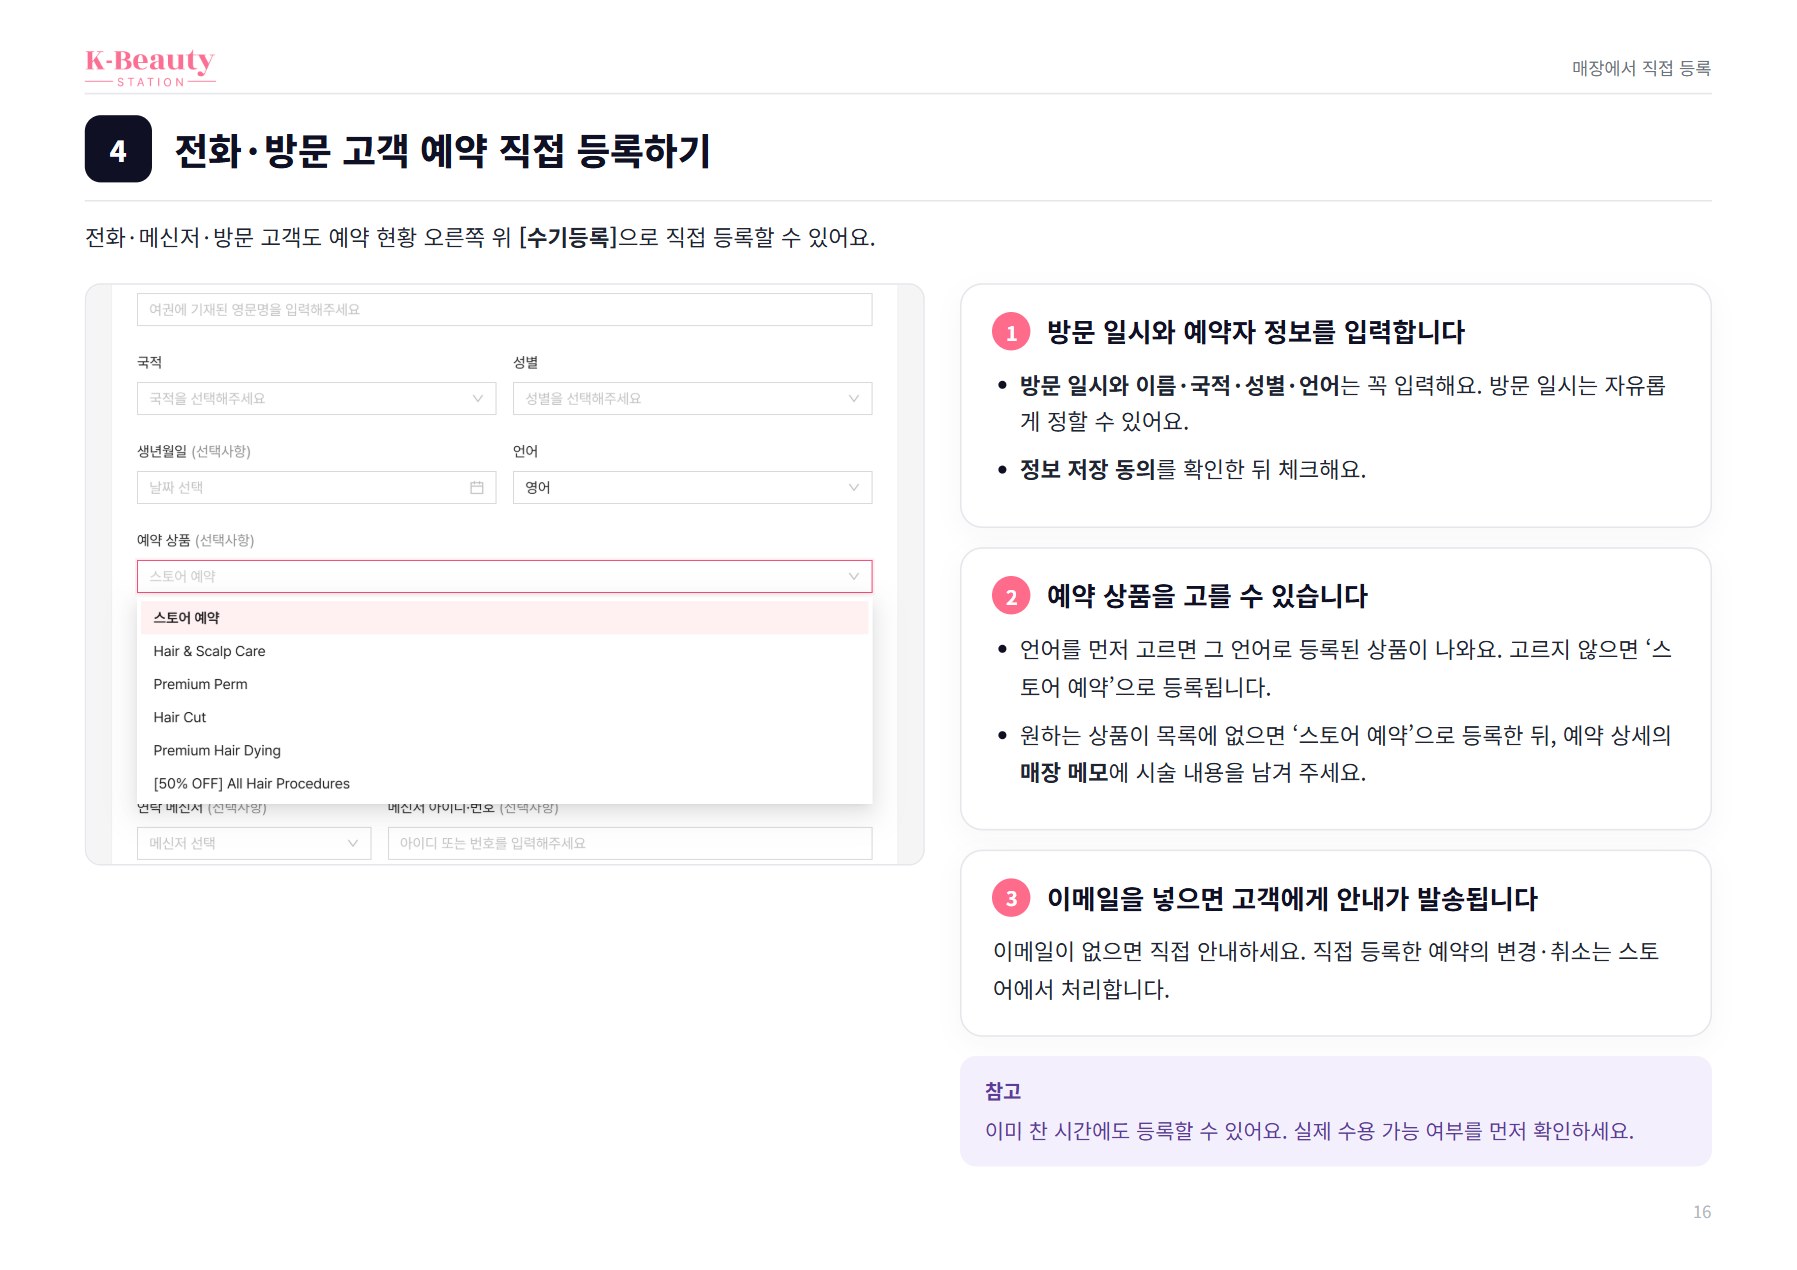 K-Beauty
STATION
매장에서 직접 등록
4
전화·방문 고객 예약 직접 등록하기
전화·메신저·방문 고객도 예약 현황 오른쪽 위 [수기등록]으로 직접 등록할 수 있어요.
여권에 기재된 영문명을 입력해주세요
국적
성별
국적을 선택해주세요
성별을 선택해주세요
생년월일 (선택사항)
언어
날짜 선택
영어
예약 상품 (선택사항)
스토어 예약
스토어 예약
Hair & Scalp Care
Premium Perm
Hair Cut
Premium Hair Dying
[50% OFF] All Hair Procedures
연락 메신저 (선택사항)
메신저 아이디·번호 (선택사항)
메신저 선택
아이디 또는 번호를 입력해주세요
1 방문 일시와 예약자 정보를 입력합니다
• 방문 일시와 이름·국적·성별·언어는 꼭 입력해요. 방문 일시는 자유롭
게 정할 수 있어요.
• 정보 저장 동의를 확인한 뒤 체크해요.
2 예약 상품을 고를 수 있습니다
• 언어를 먼저 고르면 그 언어로 등록된 상품이 나와요. 고르지 않으면 ‘스
토어 예약’으로 등록됩니다.
• 원하는 상품이 목록에 없으면 ‘스토어 예약’으로 등록한 뒤, 예약 상세의
매장 메모에 시술 내용을 남겨 주세요.
3 이메일을 넣으면 고객에게 안내가 발송됩니다
이메일이 없으면 직접 안내하세요. 직접 등록한 예약의 변경·취소는 스토
어에서 처리합니다.
참고
이미 찬 시간에도 등록할 수 있어요. 실제 수용 가능 여부를 먼저 확인하세요.
16